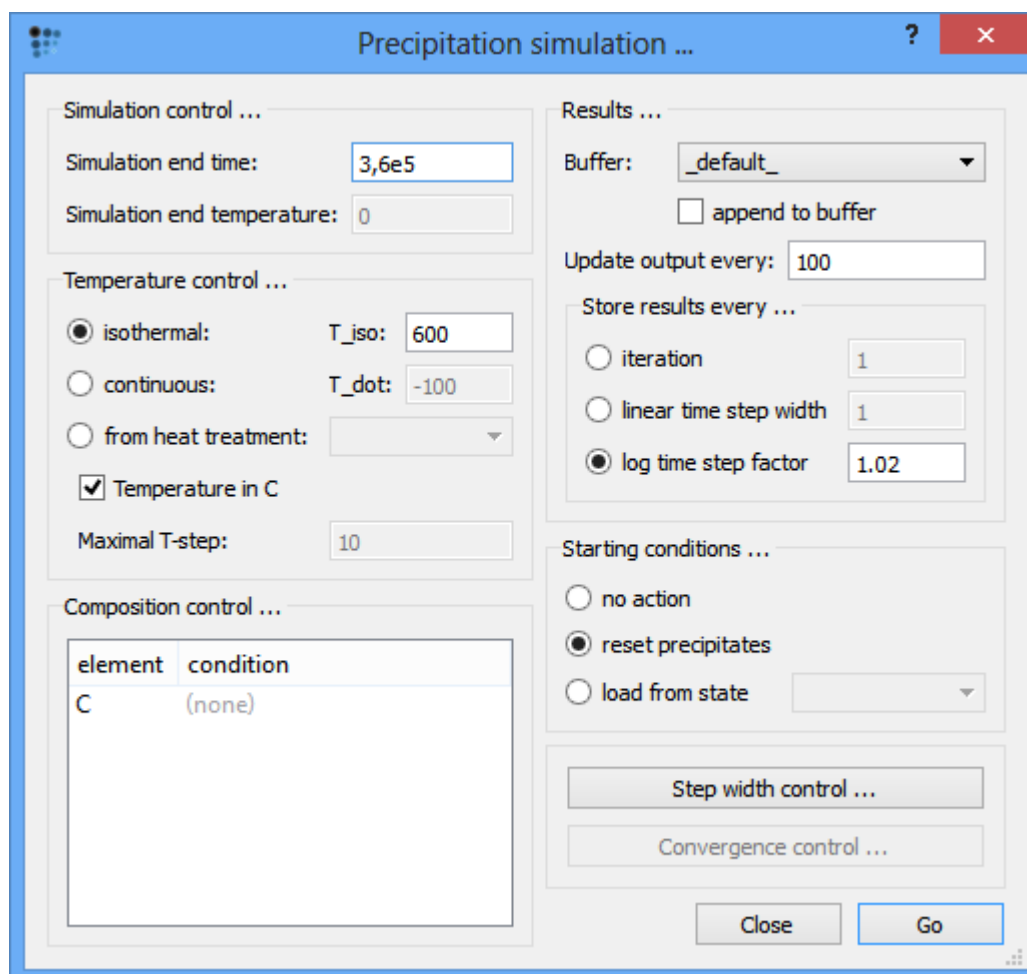 Precipitation simulation ...
?
Simulation control ...
Simulation end time: 3,6e5
Simulation end temperature: 0
Temperature control ...
isothermal: T_iso: 600
continuous: T_dot: -100
from heat treatment:
Temperature in C
Maximal T-step: 10
Composition control ...
element condition
C (none)
Results ...
Buffer: _default_
append to buffer
Update output every: 100
Store results every ...
iteration 1
linear time step width 1
log time step factor 1.02
Starting conditions ...
no action
reset precipitates
load from state
Step width control ...
Convergence control ...
Close Go